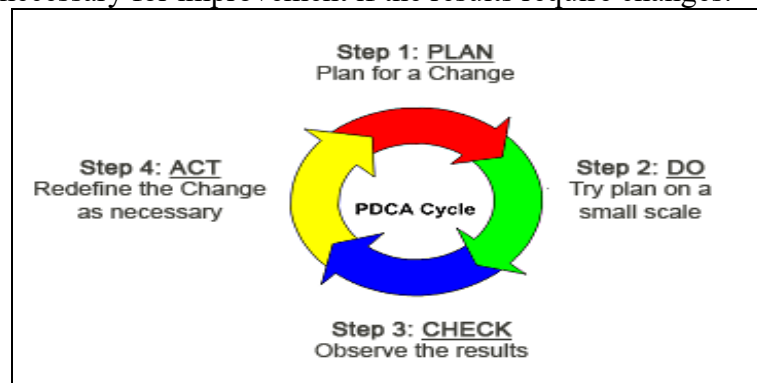 necessary for improvement if the results require changes.
Step 1: PLAN
Plan for a Change
Step 4: ACT
Redefine the Change
as necessary
PDCA Cycle
Step 2: DO
Try plan on a
small scale
Step 3: CHECK
Observe the results